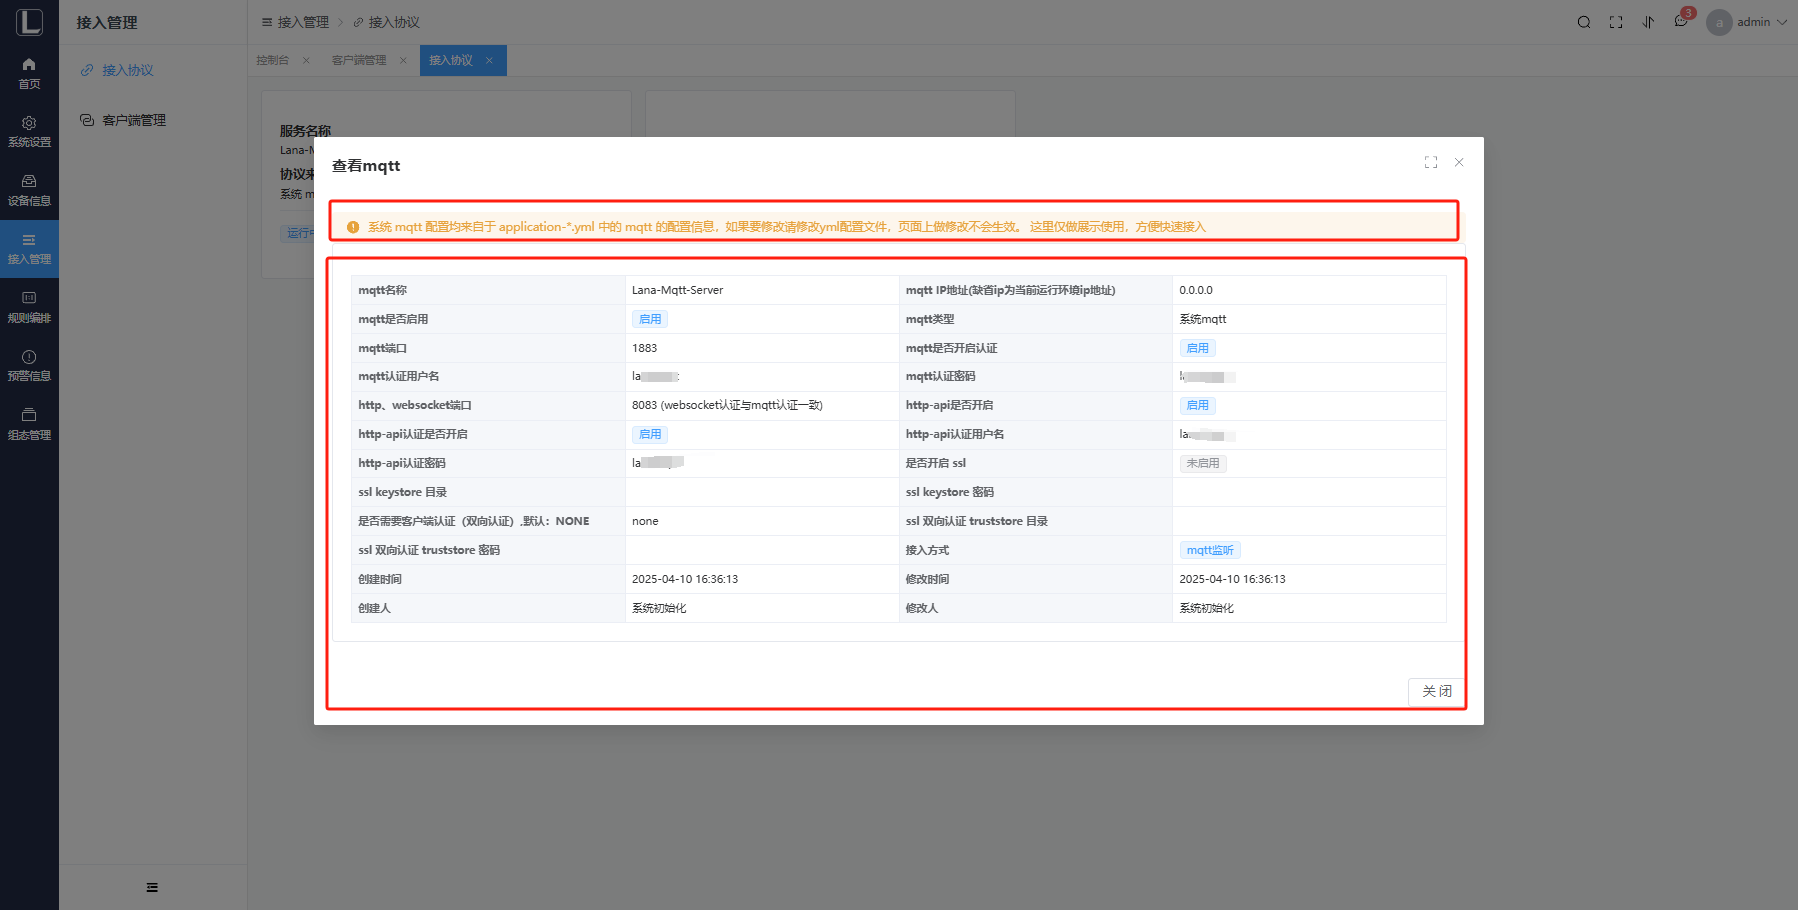 接入管理
首页
系统设置
设备信息
接入管理
规则编排
预警信息
组态管理
接入协议
客户端管理
接入管理 接入协议
3
a admin
控制台 客户端管理 接入协议
服务名称
Lana-M
协议来
系统 m
运行中
查看mqtt
系统 mqtt 配置均来自于 application-*.yml 中的 mqtt 的配置信息，如果要修改请修改yml配置文件，页面上做修改不会生效。 这里仅做展示使用，方便快速接入
mqtt名称 Lana-Mqtt-Server mqtt IP地址(缺省ip为当前运行环境ip地址) 0.0.0.0
mqtt是否启用 启用 mqtt类型 系统mqtt
mqtt端口 1883 mqtt是否开启认证 启用
mqtt认证用户名 la mqtt认证密码
http、websocket端口 8083 (websocket认证与mqtt认证一致) http-api是否开启 启用
http-api认证是否开启 启用 http-api认证用户名 la
http-api认证密码 la 是否开启 ssl 未启用
ssl keystore 目录 ssl keystore 密码
是否需要客户端认证（双向认证）,默认：NONE none ssl 双向认证 truststore 目录
ssl 双向认证 truststore 密码 接入方式 mqtt监听
创建时间 2025-04-10 16:36:13 修改时间 2025-04-10 16:36:13
创建人 系统初始化 修改人 系统初始化
关 闭